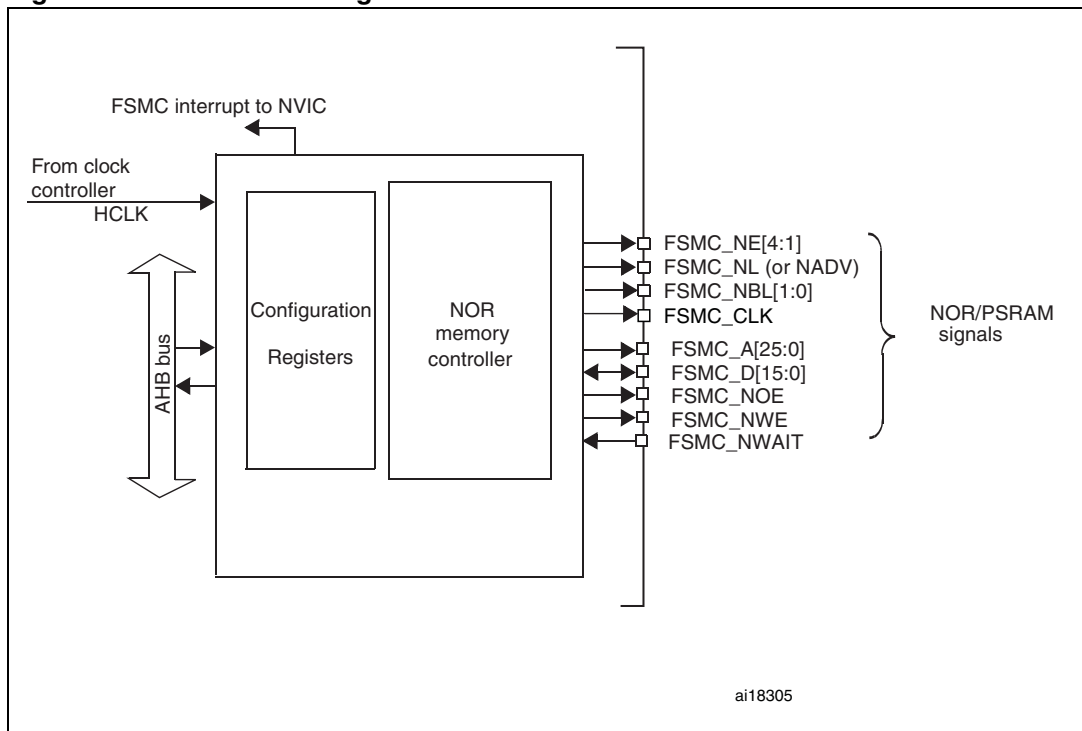 FSMC interrupt to NVIC
From clock
controller
HCLK
AHB bus
Configuration
Registers
NOR
memory
controller
FSMC_NE[4:1]
FSMC_NL (or NADV)
FSMC_NBL[1:0]
FSMC_CLK
FSMC_A[25:0]
FSMC_D[15:0]
FSMC_NOE
FSMC_NWE
FSMC_NWAIT
NOR/PSRAM
signals
ai18305